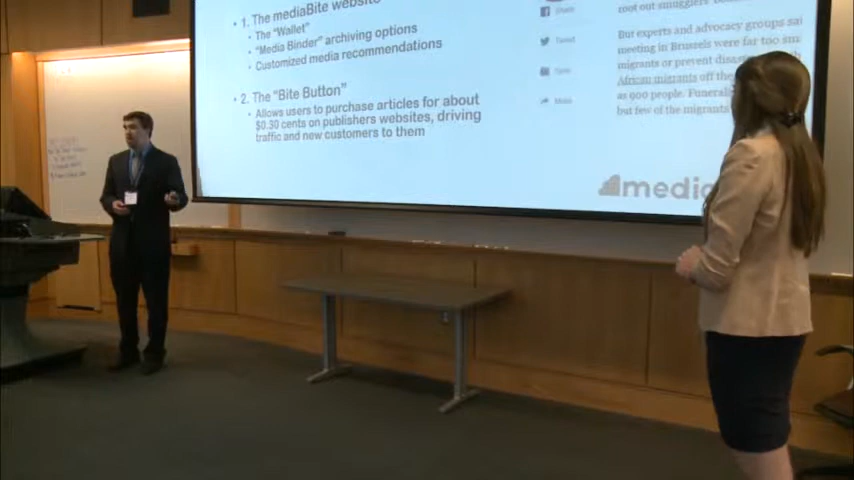 1. The mediaBite website
• The "Wallet"
• "Media Binder" archiving options
• Customized media recommendations
• 2. The "Bite Button"
• Allows users to purchase Articles for about
$0.30 cents on publishers websites, driving
traffic and new customers to them
Share
Tweet
More
root out smugglers
But experts and advocacy groups sai
meeting in Brussels were far too sm
migrants or prevent disas
African migrants off the
as 900 people. Funeral
but few of the migrants
medi